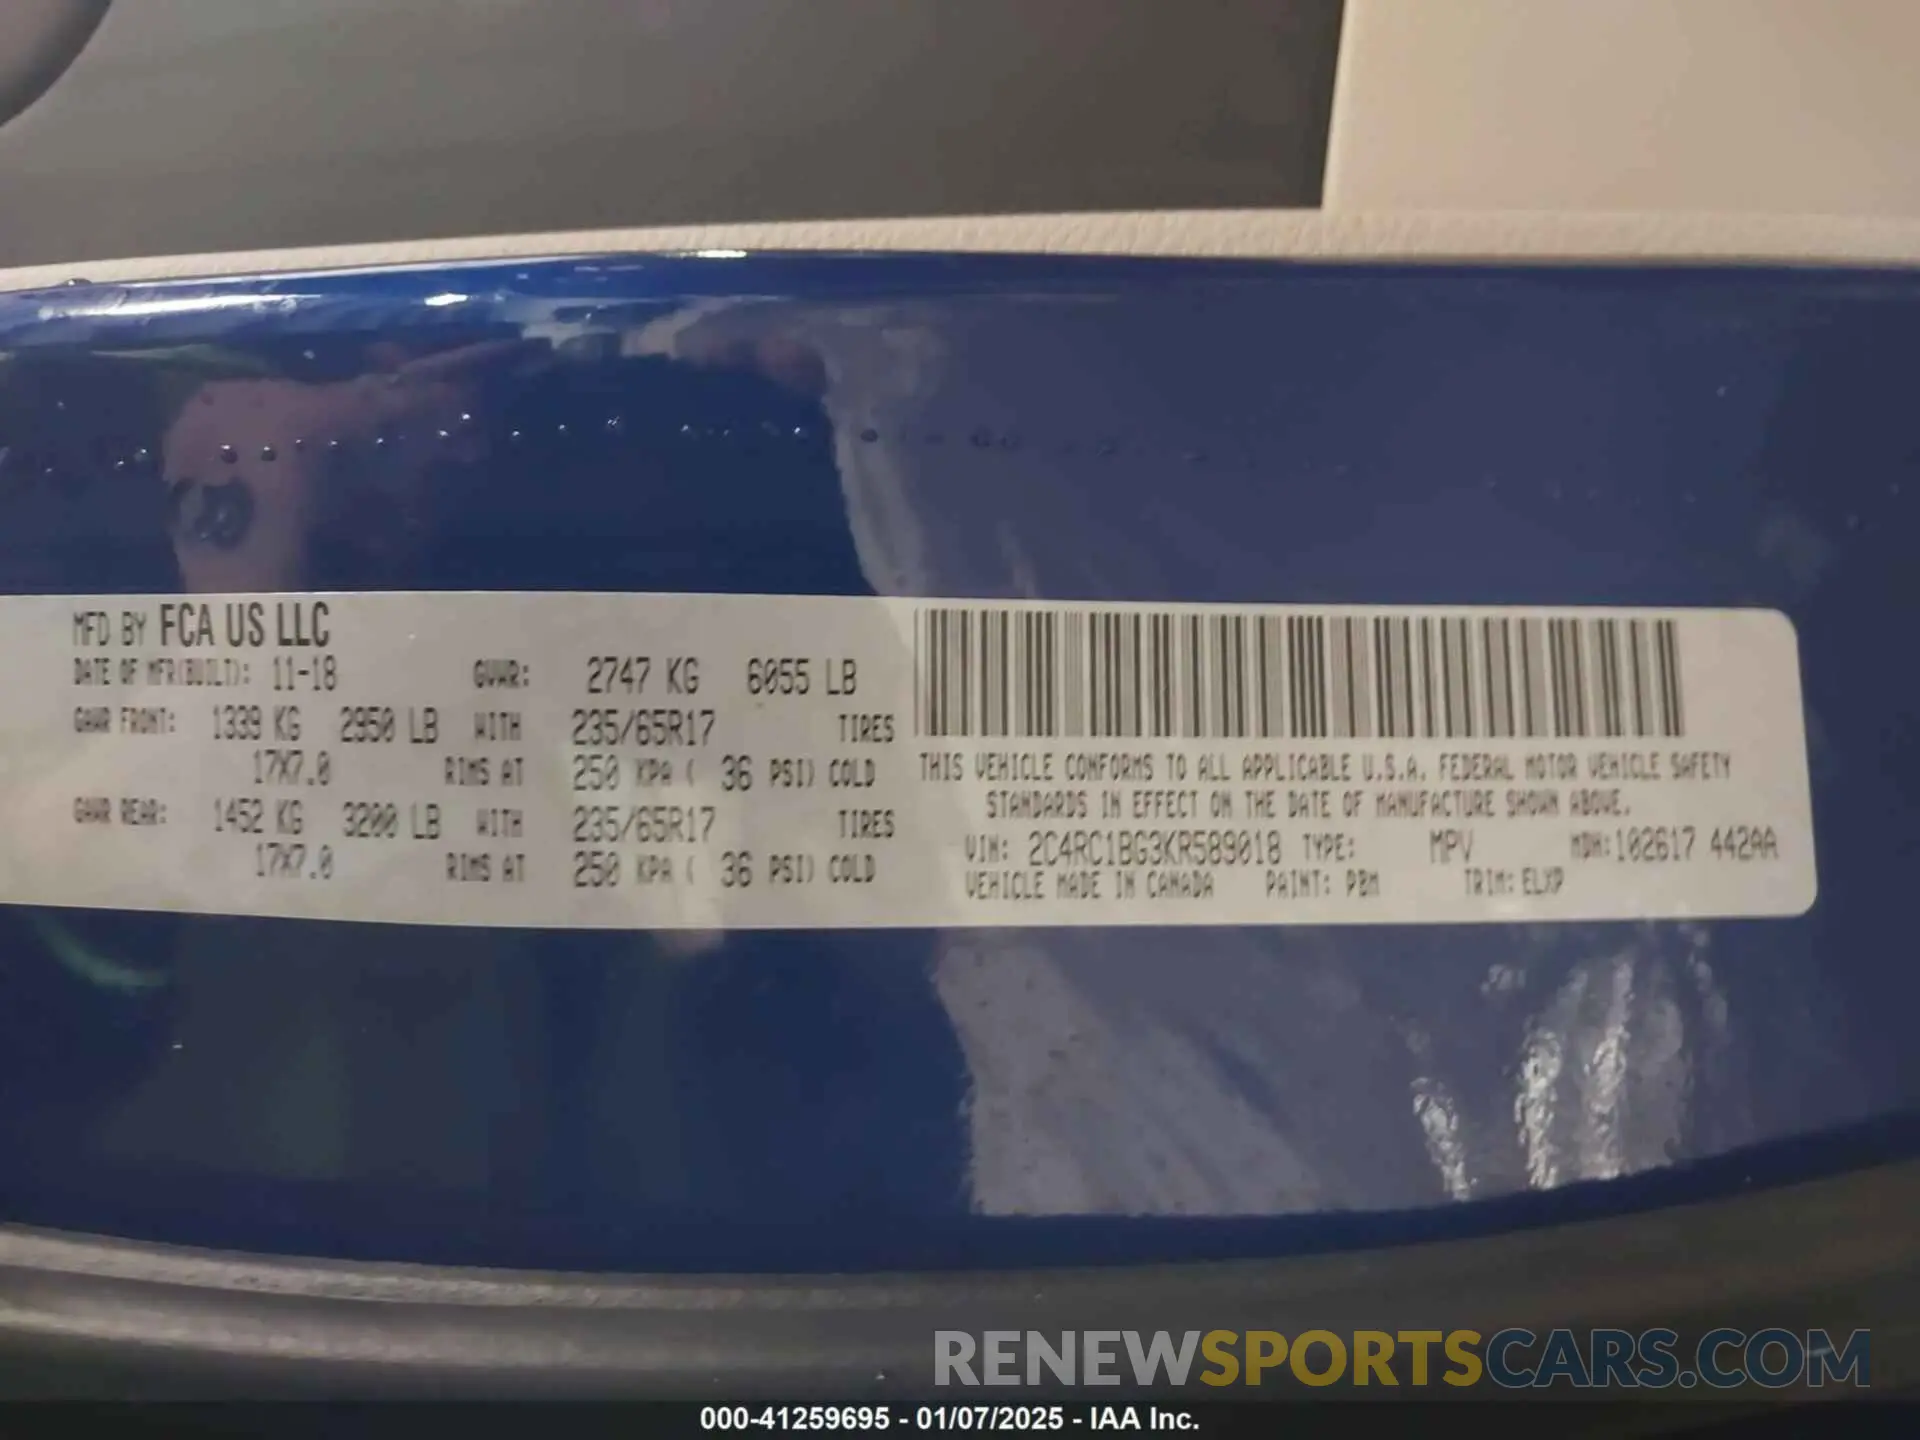 MFD BY FCA US LLC
DATE OF MFR(BUILT): 11-18 GVWR: 2747 KG 6055 LB
GAWR FRONT: 1339 KG 2950 LB WITH 235/65R17 TIRES
17X7.0 RIMS AT 250 KPA ( 36 PSI) COLD
GAWR REAR: 1452 KG 3200 LB WITH 235/65R17 TIRES
17X7.0 RIMS AT 250 KPA ( 36 PSI) COLD
THIS VEHICLE CONFORMS TO ALL APPLICABLE U.S.A. FEDERAL MOTOR VEHICLE SAFETY
STANDARDS IN EFFECT ON THE DATE OF MANUFACTURE SHOWN ABOVE.
VIN: 2C4RC1BG3KR589018 TYPE: MPV MDH:102617 442AA
VEHICLE MADE IN CANADA PAINT: PBM TRIM: ELXP
RENEWSPORTSCARS.COM
000-41259695 - 01/07/2025 - IAA Inc.